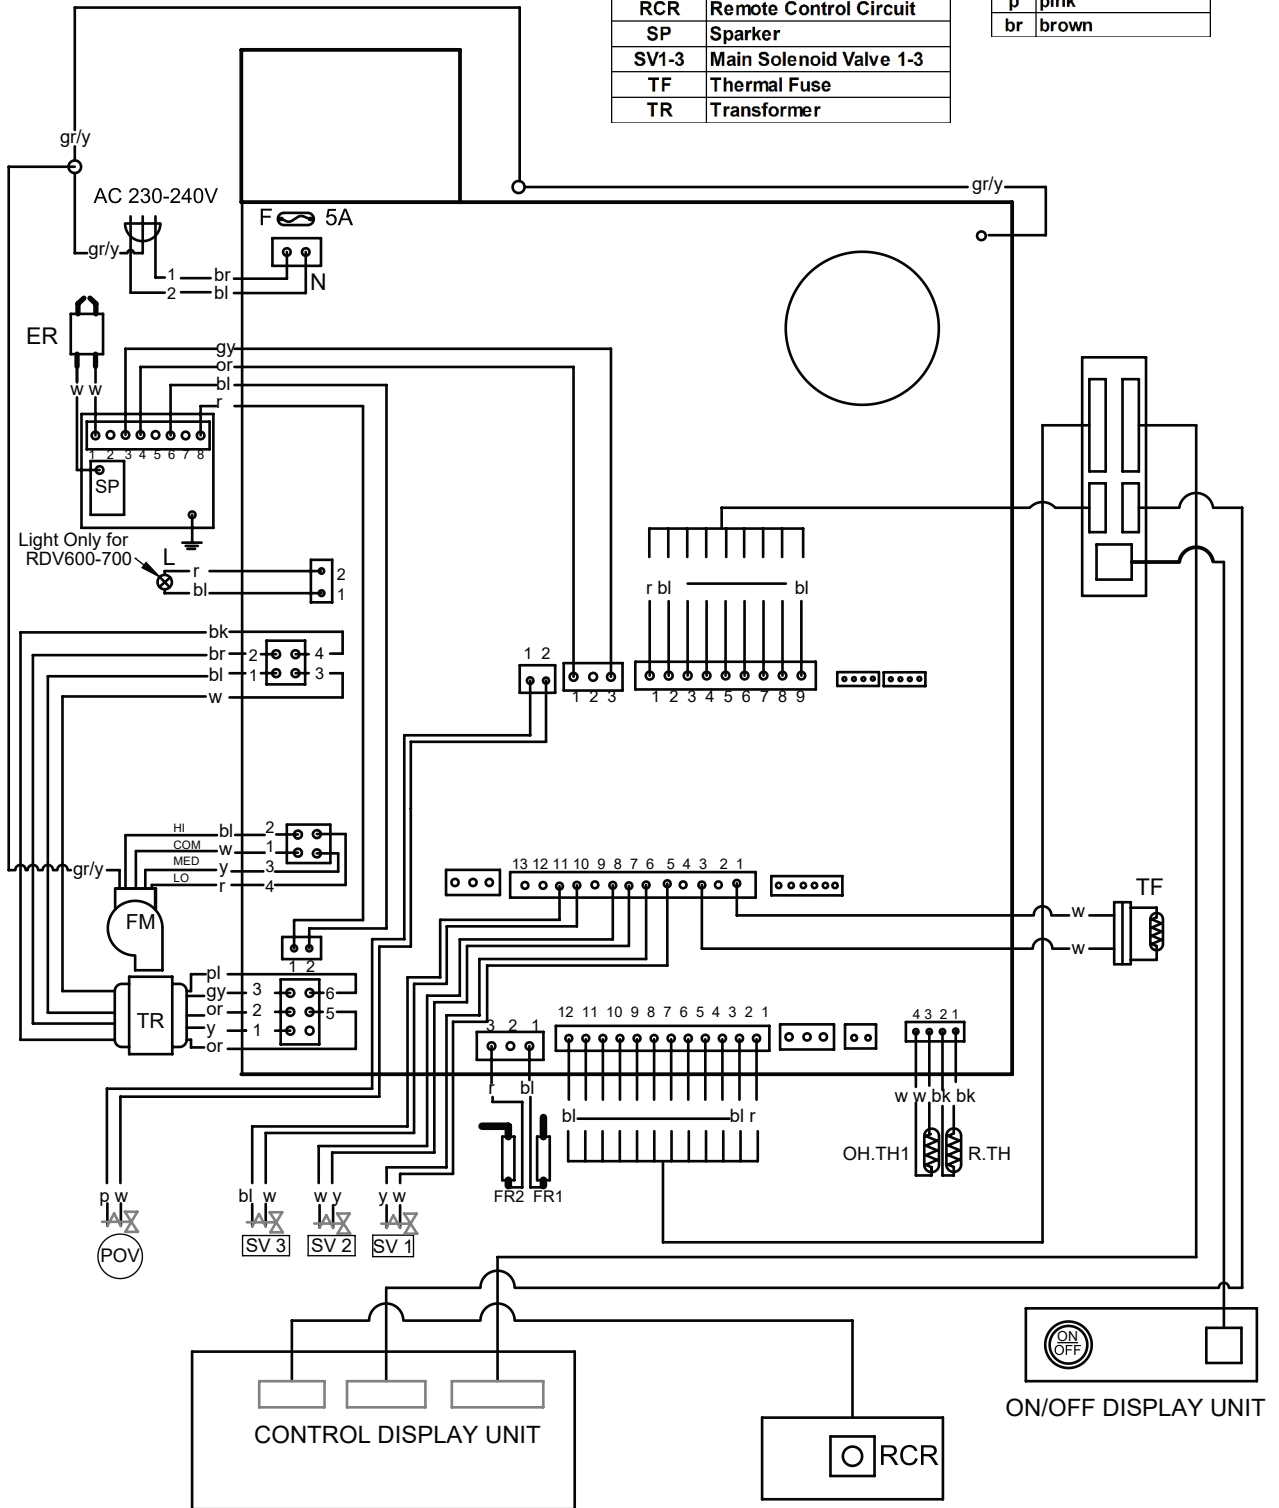 RCR Remote Control Circuit
SP Sparker
SV1-3 Main Solenoid Valve 1-3
TF Thermal Fuse
TR Transformer
p pink
br brown
gr/y
AC 230-240V
F 5A
gr/y
gr/y
1 br
2 bl
N
ER
w w
gy
or
bl
r
1 2 3 4 5 6 7 8
SP
Light Only for
RDV600-700
L
r 2
bl 1
r bl bl
bk
br 2 4
bl 1 3
w
1 2
1 2 3
1 2 3 4 5 6 7 8 9
HI bl 2
COM w 1
MED y 3
LO r 4
gr/y
FM
13 12 11 10 9 8 7 6 5 4 3 2 1
TF
w
w
1 2
pl
gy 3 6
or 2 5
y 1
or
TR
3 2 1
12 11 10 9 8 7 6 5 4 3 2 1
4 3 2 1
r bl
bl bl r
w w bk bk
OH.TH1 R.TH
FR2 FR1
p w
bl w
w y
y w
POV
SV 3
SV 2
SV 1
ON
OFF
ON/OFF DISPLAY UNIT
CONTROL DISPLAY UNIT
RCR